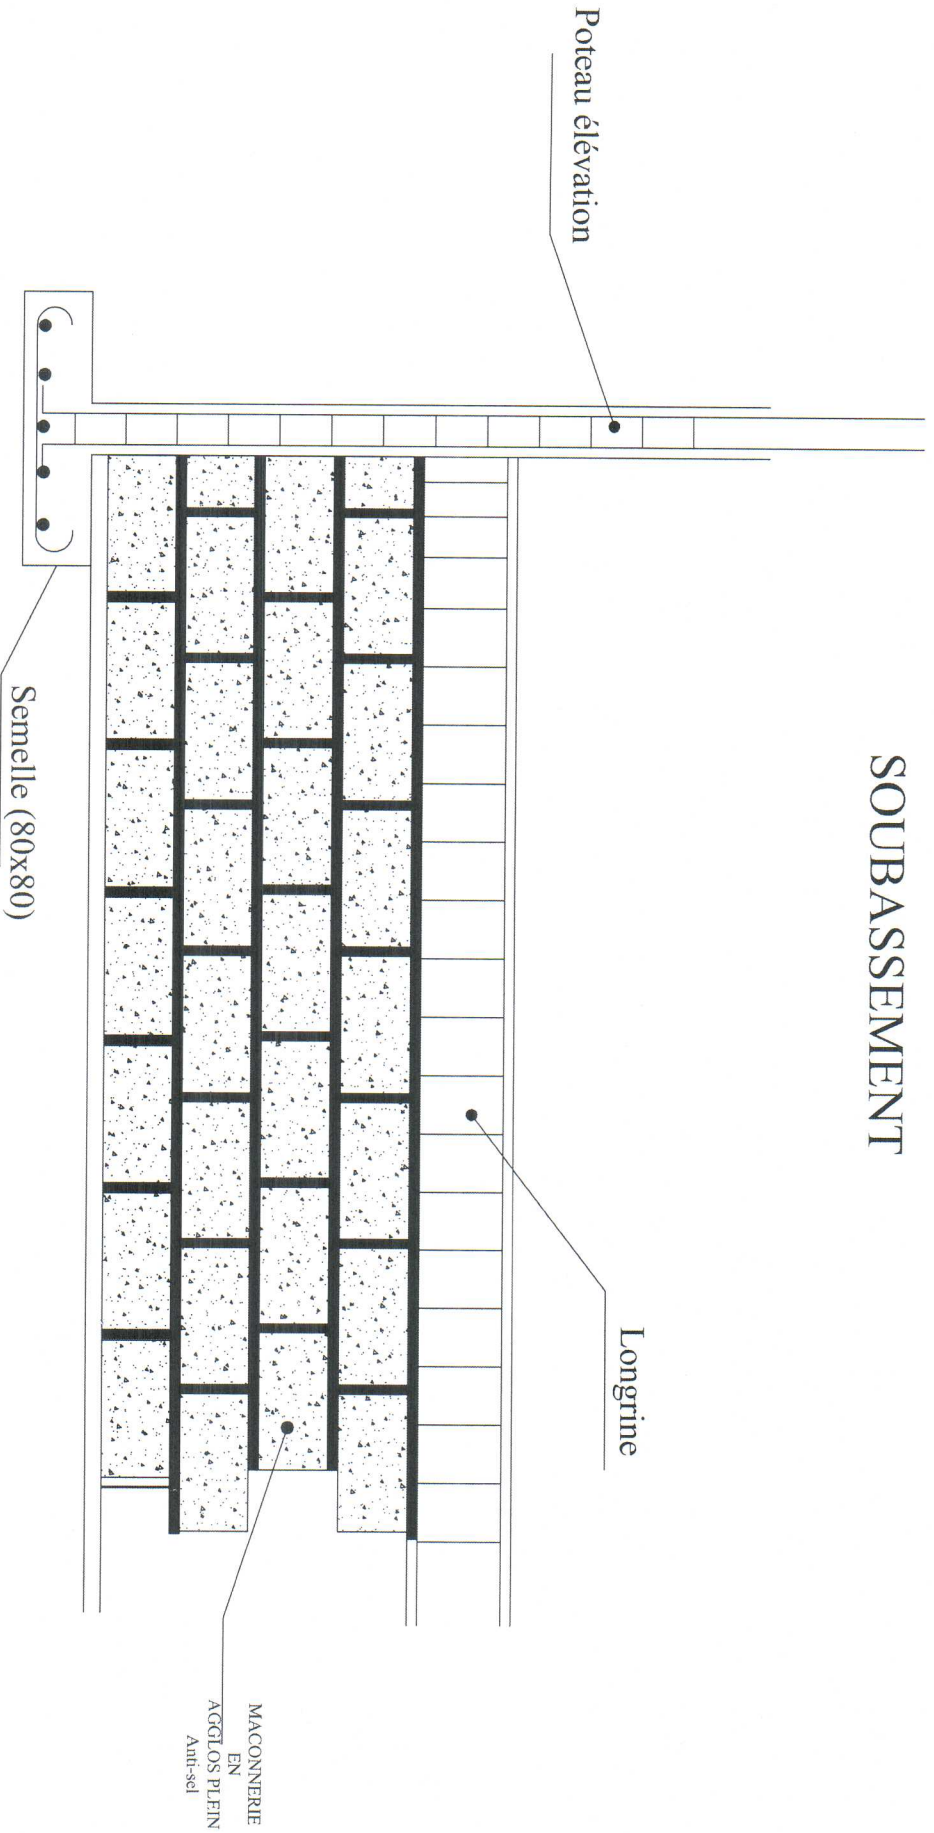 SOUBASSEMENT
Poteau élévation
Longrine
Semelle (80x80)
MACONNERIE
EN
AGGLOS PLEIN
Anti-sel